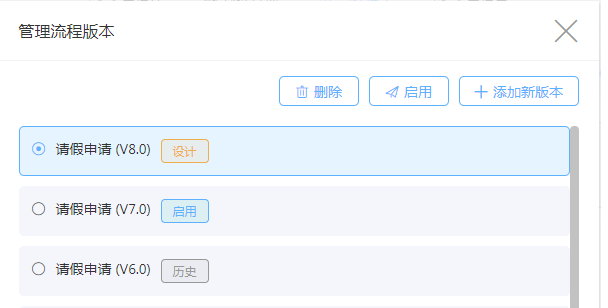 管理流程版本
删除 启用 添加新版本
请假申请 (V8.0) 设计
请假申请 (V7.0) 启用
请假申请 (V6.0) 历史